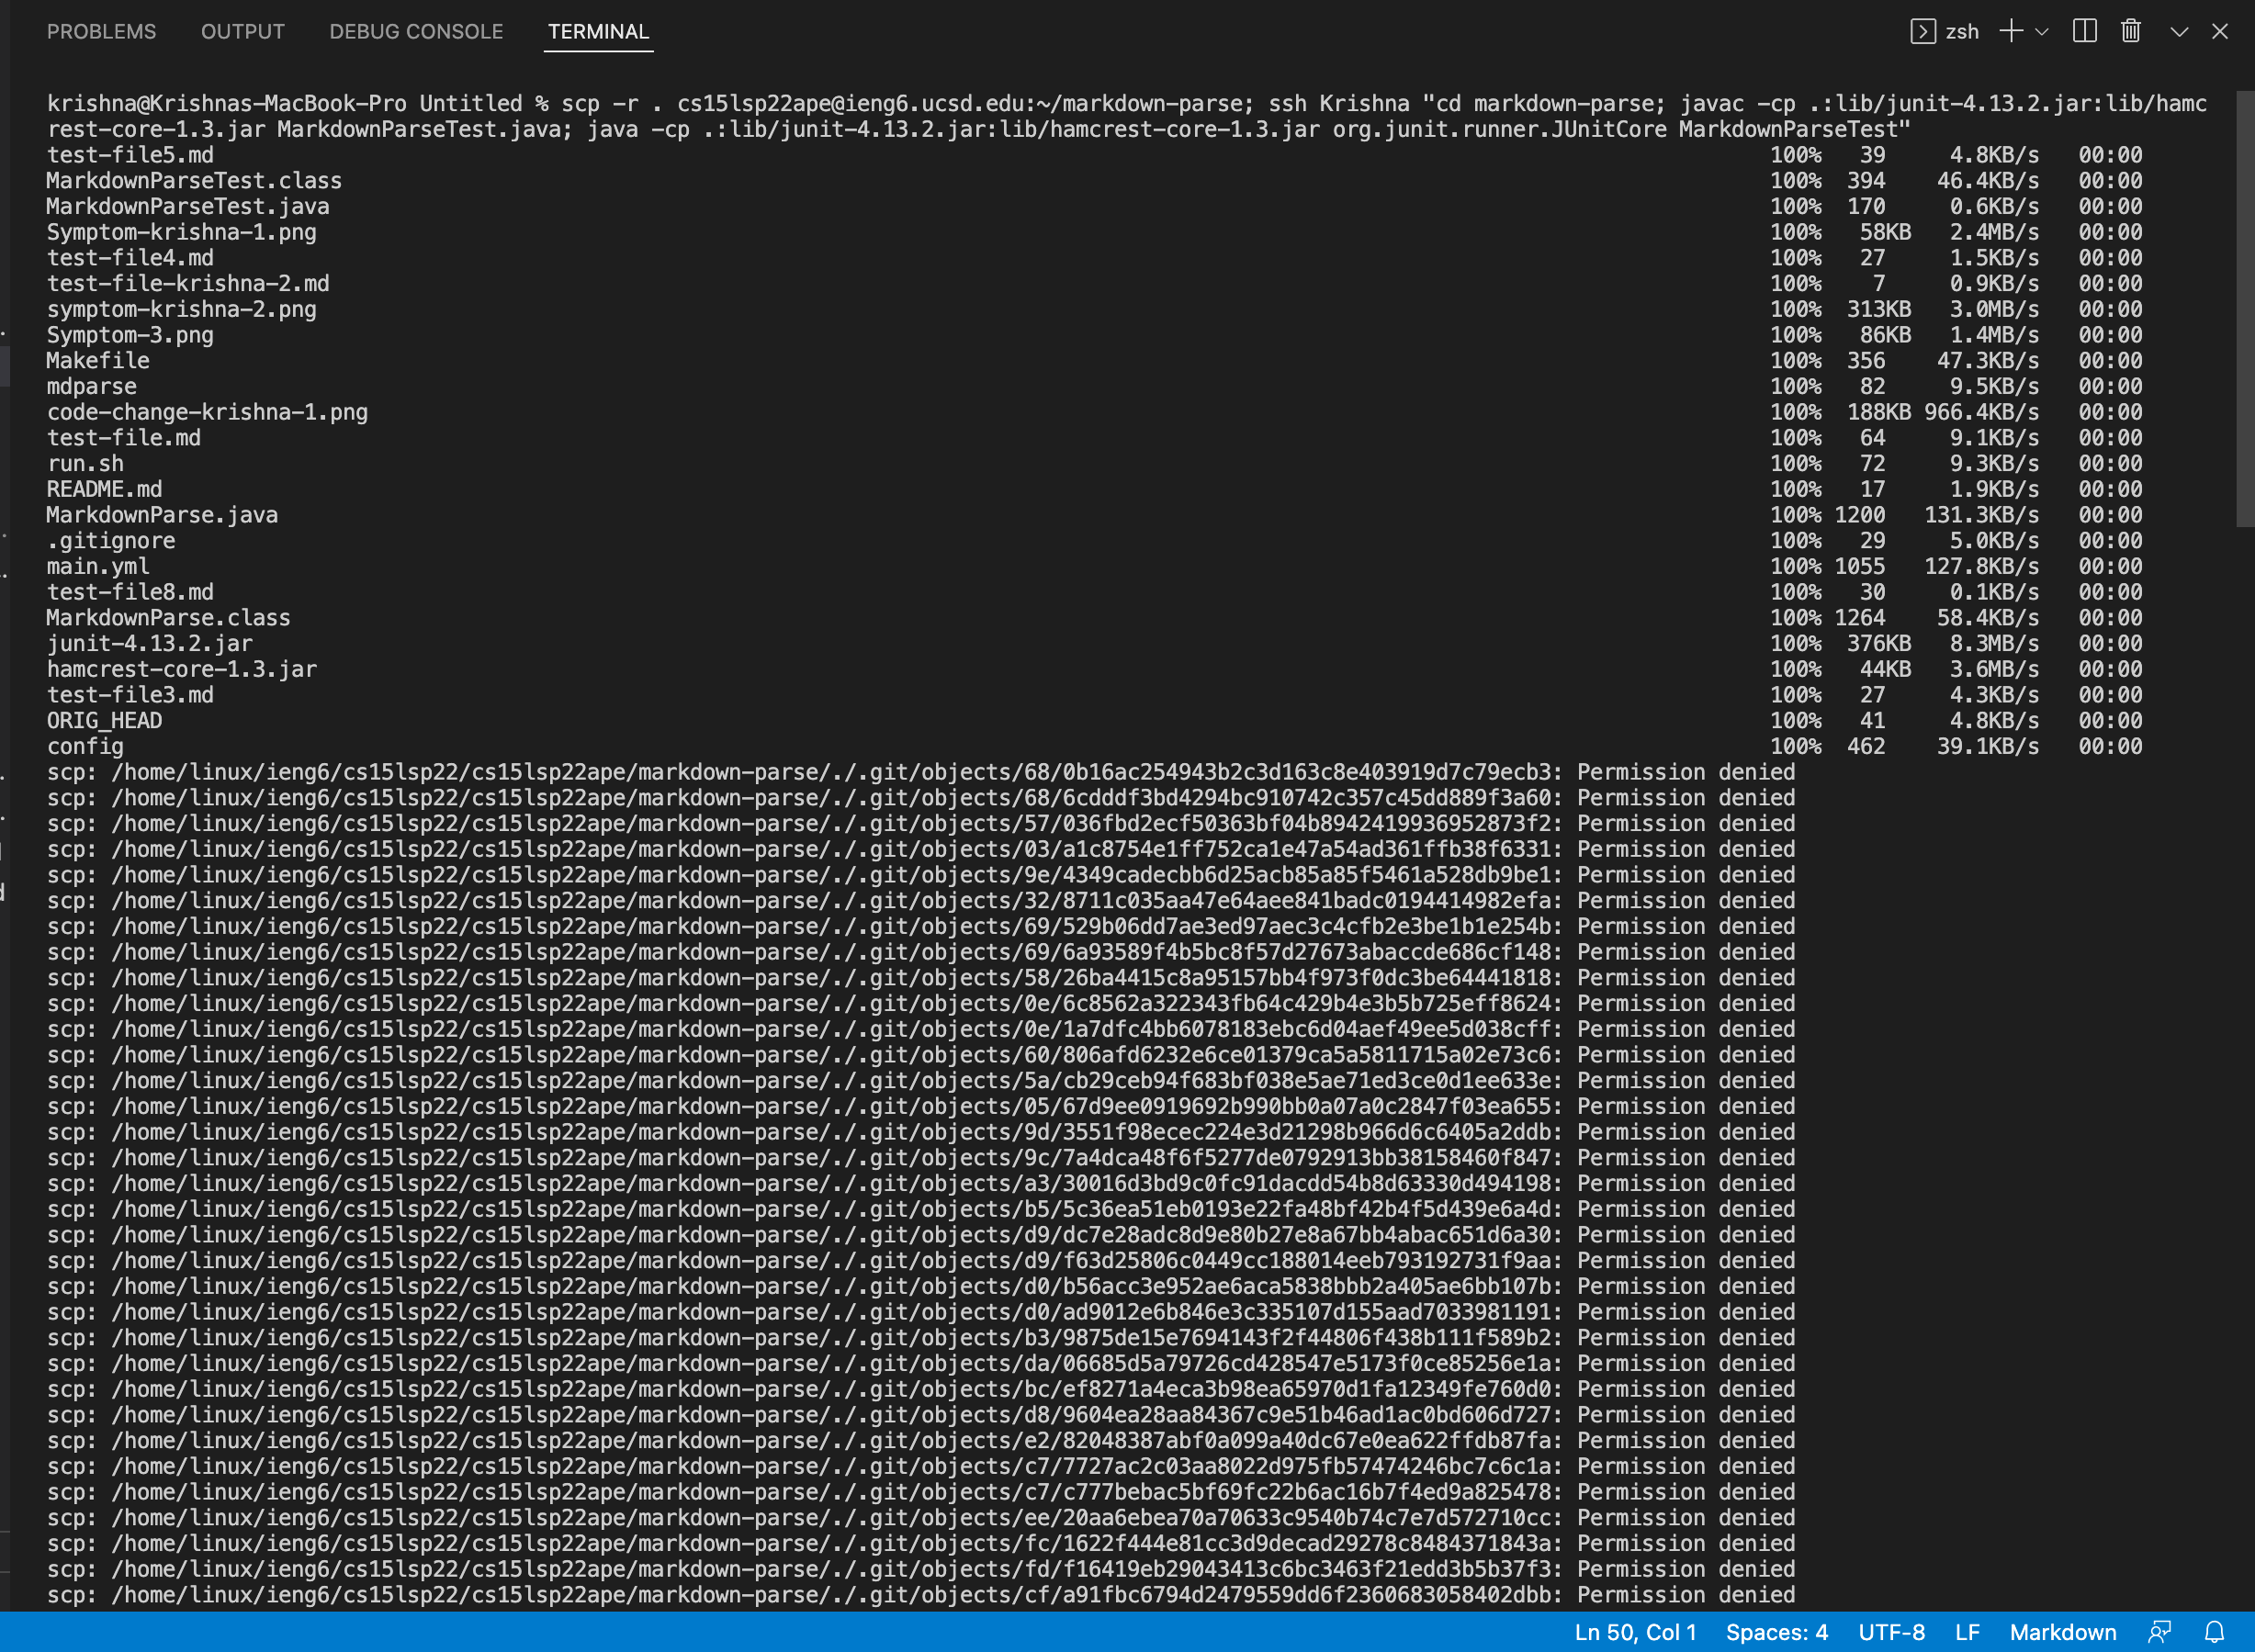 PROBLEMS OUTPUT DEBUG CONSOLE TERMINAL zsh
krishna@Krishnas-MacBook-Pro Untitled % scp -r . cs15lsp22ape@ieng6.ucsd.edu:~/markdown-parse; ssh Krishna "cd markdown-parse; javac -cp .:lib/junit-4.13.2.jar:lib/hamc
rest-core-1.3.jar MarkdownParseTest.java; java -cp .:lib/junit-4.13.2.jar:lib/hamcrest-core-1.3.jar org.junit.runner.JUnitCore MarkdownParseTest"
test-file5.md 100% 39 4.8KB/s 00:00
MarkdownParseTest.class 100% 394 46.4KB/s 00:00
MarkdownParseTest.java 100% 170 0.6KB/s 00:00
Symptom-krishna-1.png 100% 58KB 2.4MB/s 00:00
test-file4.md 100% 27 1.5KB/s 00:00
test-file-krishna-2.md 100% 7 0.9KB/s 00:00
symptom-krishna-2.png 100% 313KB 3.0MB/s 00:00
Symptom-3.png 100% 86KB 1.4MB/s 00:00
Makefile 100% 356 47.3KB/s 00:00
mdparse 100% 82 9.5KB/s 00:00
code-change-krishna-1.png 100% 188KB 966.4KB/s 00:00
test-file.md 100% 64 9.1KB/s 00:00
run.sh 100% 72 9.3KB/s 00:00
README.md 100% 17 1.9KB/s 00:00
MarkdownParse.java 100% 1200 131.3KB/s 00:00
.gitignore 100% 29 5.0KB/s 00:00
main.yml 100% 1055 127.8KB/s 00:00
test-file8.md 100% 30 0.1KB/s 00:00
MarkdownParse.class 100% 1264 58.4KB/s 00:00
junit-4.13.2.jar 100% 376KB 8.3MB/s 00:00
hamcrest-core-1.3.jar 100% 44KB 3.6MB/s 00:00
test-file3.md 100% 27 4.3KB/s 00:00
ORIG_HEAD 100% 41 4.8KB/s 00:00
config 100% 462 39.1KB/s 00:00
scp: /home/linux/ieng6/cs15lsp22/cs15lsp22ape/markdown-parse/./.git/objects/68/0b16ac254943b2c3d163c8e403919d7c79ecb3: Permission denied
scp: /home/linux/ieng6/cs15lsp22/cs15lsp22ape/markdown-parse/./.git/objects/68/6cdddf3bd4294bc910742c357c45dd889f3a60: Permission denied
scp: /home/linux/ieng6/cs15lsp22/cs15lsp22ape/markdown-parse/./.git/objects/57/036fbd2ecf50363bf04b8942419936952873f2: Permission denied
scp: /home/linux/ieng6/cs15lsp22/cs15lsp22ape/markdown-parse/./.git/objects/03/a1c8754e1ff752ca1e47a54ad361ffb38f6331: Permission denied
scp: /home/linux/ieng6/cs15lsp22/cs15lsp22ape/markdown-parse/./.git/objects/9e/4349cadecbb6d25acb85a85f5461a528db9be1: Permission denied
scp: /home/linux/ieng6/cs15lsp22/cs15lsp22ape/markdown-parse/./.git/objects/32/8711c035aa47e64aee841badc0194414982efa: Permission denied
scp: /home/linux/ieng6/cs15lsp22/cs15lsp22ape/markdown-parse/./.git/objects/69/529b06dd7ae3ed97aec3c4cfb2e3be1b1e254b: Permission denied
scp: /home/linux/ieng6/cs15lsp22/cs15lsp22ape/markdown-parse/./.git/objects/69/6a93589f4b5bc8f57d27673abaccde686cf148: Permission denied
scp: /home/linux/ieng6/cs15lsp22/cs15lsp22ape/markdown-parse/./.git/objects/58/26ba4415c8a95157bb4f973f0dc3be64441818: Permission denied
scp: /home/linux/ieng6/cs15lsp22/cs15lsp22ape/markdown-parse/./.git/objects/0e/6c8562a322343fb64c429b4e3b5b725eff8624: Permission denied
scp: /home/linux/ieng6/cs15lsp22/cs15lsp22ape/markdown-parse/./.git/objects/0e/1a7dfc4bb6078183ebc6d04aef49ee5d038cff: Permission denied
scp: /home/linux/ieng6/cs15lsp22/cs15lsp22ape/markdown-parse/./.git/objects/60/806afd6232e6ce01379ca5a5811715a02e73c6: Permission denied
scp: /home/linux/ieng6/cs15lsp22/cs15lsp22ape/markdown-parse/./.git/objects/5a/cb29ceb94f683bf038e5ae71ed3ce0d1ee633e: Permission denied
scp: /home/linux/ieng6/cs15lsp22/cs15lsp22ape/markdown-parse/./.git/objects/05/67d9ee0919692b990bb0a07a0c2847f03ea655: Permission denied
scp: /home/linux/ieng6/cs15lsp22/cs15lsp22ape/markdown-parse/./.git/objects/9d/3551f98ecec224e3d21298b966d6c6405a2ddb: Permission denied
scp: /home/linux/ieng6/cs15lsp22/cs15lsp22ape/markdown-parse/./.git/objects/9c/7a4dca48f6f5277de0792913bb38158460f847: Permission denied
scp: /home/linux/ieng6/cs15lsp22/cs15lsp22ape/markdown-parse/./.git/objects/a3/30016d3bd9c0fc91dacdd54b8d63330d494198: Permission denied
scp: /home/linux/ieng6/cs15lsp22/cs15lsp22ape/markdown-parse/./.git/objects/b5/5c36ea51eb0193e22fa48bf42b4f5d439e6a4d: Permission denied
scp: /home/linux/ieng6/cs15lsp22/cs15lsp22ape/markdown-parse/./.git/objects/d9/dc7e28adc8d9e80b27e8a67bb4abac651d6a30: Permission denied
scp: /home/linux/ieng6/cs15lsp22/cs15lsp22ape/markdown-parse/./.git/objects/d9/f63d25806c0449cc188014eeb793192731f9aa: Permission denied
scp: /home/linux/ieng6/cs15lsp22/cs15lsp22ape/markdown-parse/./.git/objects/d0/b56acc3e952ae6aca5838bbb2a405ae6bb107b: Permission denied
scp: /home/linux/ieng6/cs15lsp22/cs15lsp22ape/markdown-parse/./.git/objects/d0/ad9012e6b846e3c335107d155aad7033981191: Permission denied
scp: /home/linux/ieng6/cs15lsp22/cs15lsp22ape/markdown-parse/./.git/objects/b3/9875de15e7694143f2f44806f438b111f589b2: Permission denied
scp: /home/linux/ieng6/cs15lsp22/cs15lsp22ape/markdown-parse/./.git/objects/da/06685d5a79726cd428547e5173f0ce85256e1a: Permission denied
scp: /home/linux/ieng6/cs15lsp22/cs15lsp22ape/markdown-parse/./.git/objects/bc/ef8271a4eca3b98ea65970d1fa12349fe760d0: Permission denied
scp: /home/linux/ieng6/cs15lsp22/cs15lsp22ape/markdown-parse/./.git/objects/d8/9604ea28aa84367c9e51b46ad1ac0bd606d727: Permission denied
scp: /home/linux/ieng6/cs15lsp22/cs15lsp22ape/markdown-parse/./.git/objects/e2/82048387abf0a099a40dc67e0ea622ffdb87fa: Permission denied
scp: /home/linux/ieng6/cs15lsp22/cs15lsp22ape/markdown-parse/./.git/objects/c7/7727ac2c03aa8022d975fb57474246bc7c6c1a: Permission denied
scp: /home/linux/ieng6/cs15lsp22/cs15lsp22ape/markdown-parse/./.git/objects/c7/c777bebac5bf69fc22b6ac16b7f4ed9a825478: Permission denied
scp: /home/linux/ieng6/cs15lsp22/cs15lsp22ape/markdown-parse/./.git/objects/ee/20aa6ebea70a70633c9540b74c7e7d572710cc: Permission denied
scp: /home/linux/ieng6/cs15lsp22/cs15lsp22ape/markdown-parse/./.git/objects/fc/1622f444e81cc3d9decad29278c8484371843a: Permission denied
scp: /home/linux/ieng6/cs15lsp22/cs15lsp22ape/markdown-parse/./.git/objects/fd/f16419eb29043413c6bc3463f21edd3b5b37f3: Permission denied
scp: /home/linux/ieng6/cs15lsp22/cs15lsp22ape/markdown-parse/./.git/objects/cf/a91fbc6794d2479559dd6f2360683058402dbb: Permission denied
Ln 50, Col 1 Spaces: 4 UTF-8 LF Markdown